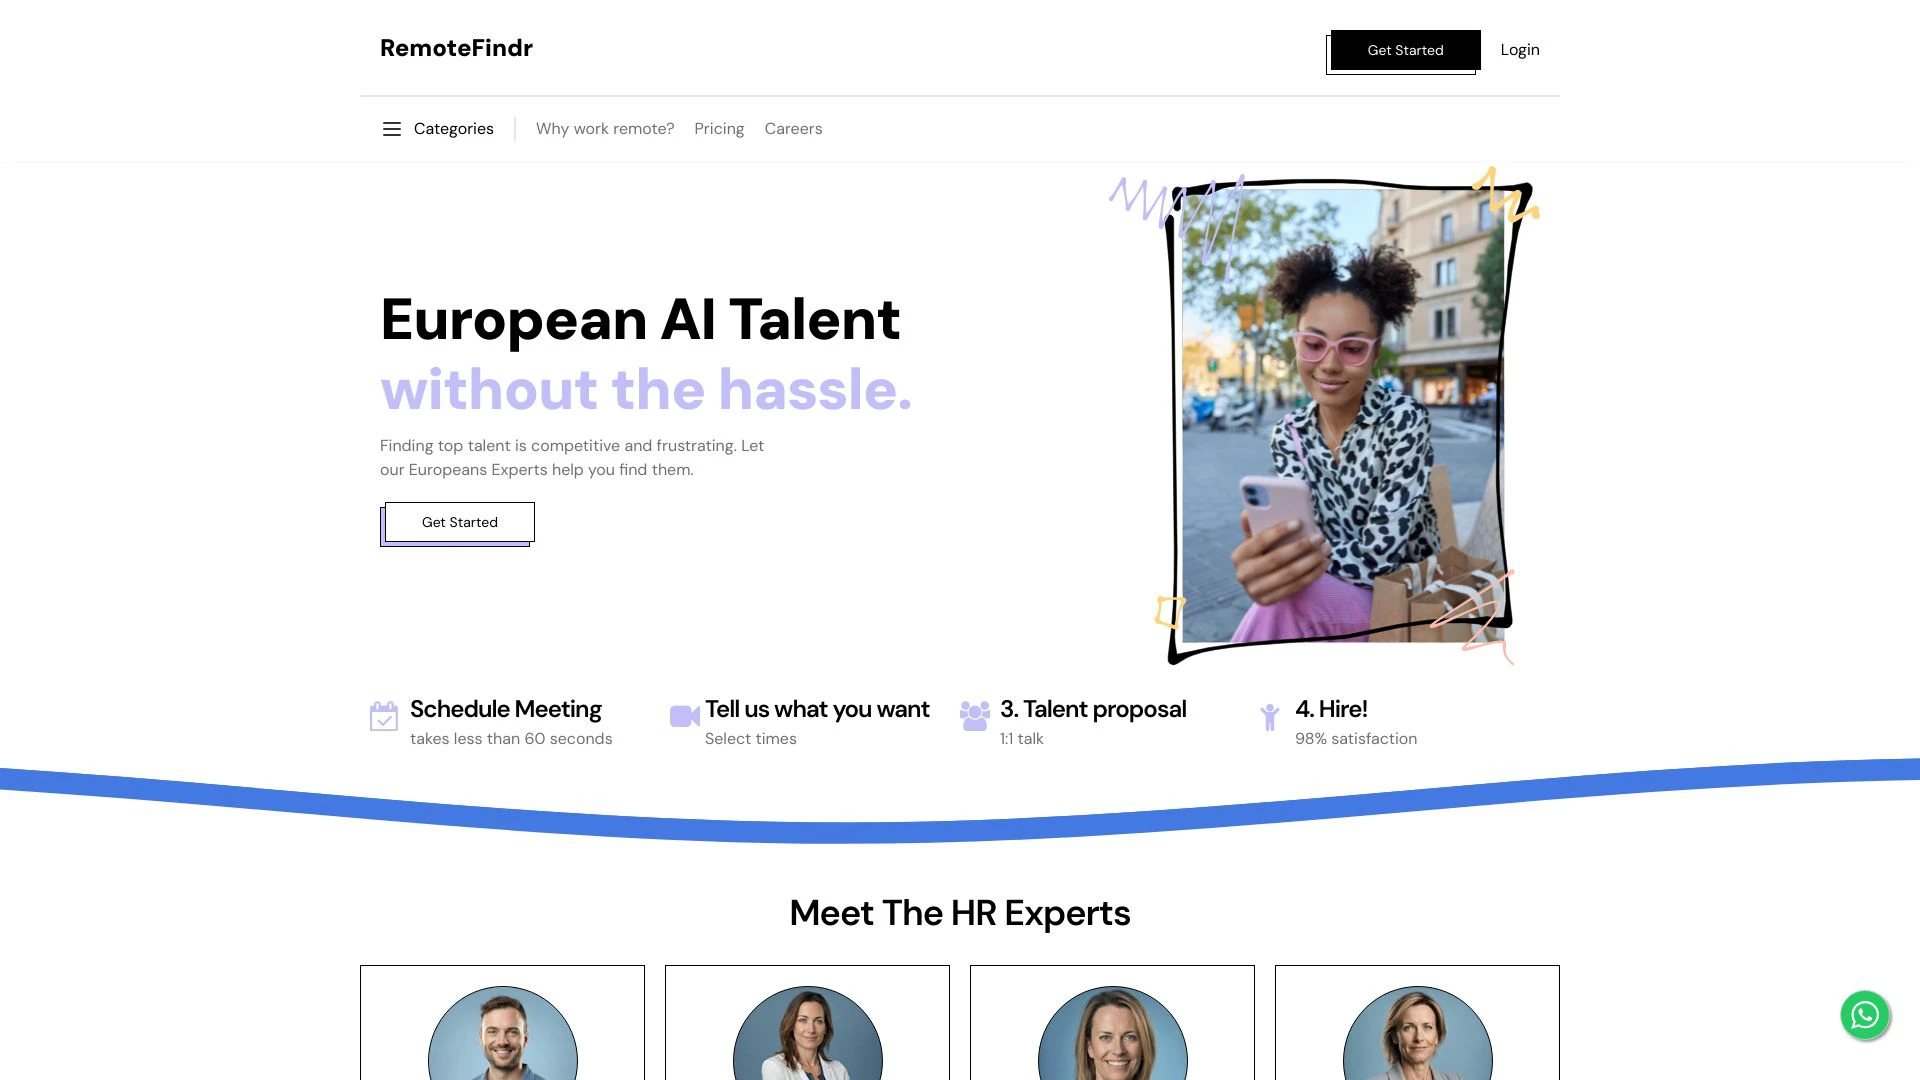 RemoteFindr
Get Started
Login
Categories
Why work remote?
Pricing
Careers
European AI Talent
without the hassle.
Finding top talent is competitive and frustrating. Let
our Europeans Experts help you find them.
Get Started
Schedule Meeting
takes less than 60 seconds
Tell us what you want
Select times
3. Talent proposal
1:1 talk
4. Hire!
98% satisfaction
Meet The HR Experts